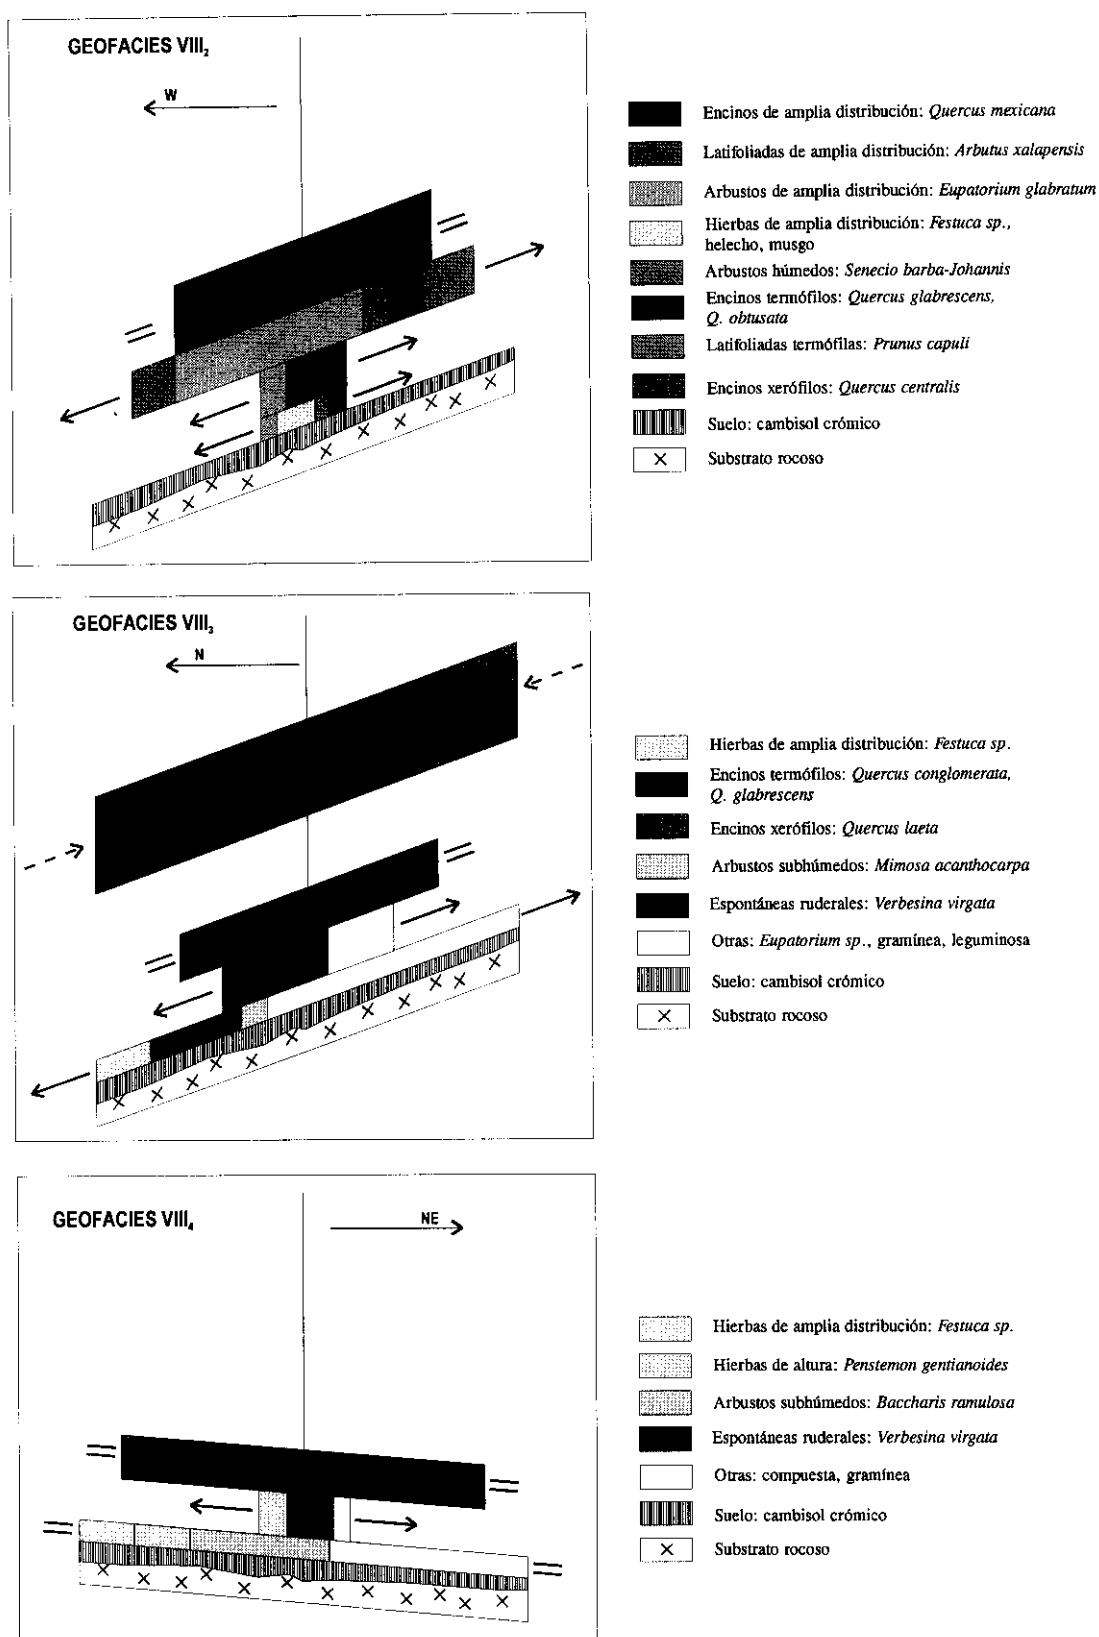 GEOFACIES VIII₂
W
Encinos de amplia distribución: Quercus mexicana
Latifoliadas de amplia distribución: Arbutus xalapensis
Arbustos de amplia distribución: Eupatorium glabratum
Hierbas de amplia distribución: Festuca sp.,
helecho, musgo
Arbustos húmedos: Senecio barba-Johannis
Encinos termófilos: Quercus glabrescens,
Q. obtusata
Latifoliadas termófilas: Prunus capuli
Encinos xerófilos: Quercus centralis
Suelo: cambisol crómico
Substrato rocoso
GEOFACIES VIII₃
N
Hierbas de amplia distribución: Festuca sp.
Encinos termófilos: Quercus conglomerata,
Q. glabrescens
Encinos xerófilos: Quercus laeta
Arbustos subhúmedos: Mimosa acanthocarpa
Espontáneas ruderales: Verbesina virgata
Otras: Eupatorium sp., gramínea, leguminosa
Suelo: cambisol crómico
Substrato rocoso
GEOFACIES VIII₄
NE
Hierbas de amplia distribución: Festuca sp.
Hierbas de altura: Penstemon gentianoides
Arbustos subhúmedos: Baccharis ramulosa
Espontáneas ruderales: Verbesina virgata
Otras: compuesta, gramínea
Suelo: cambisol crómico
Substrato rocoso